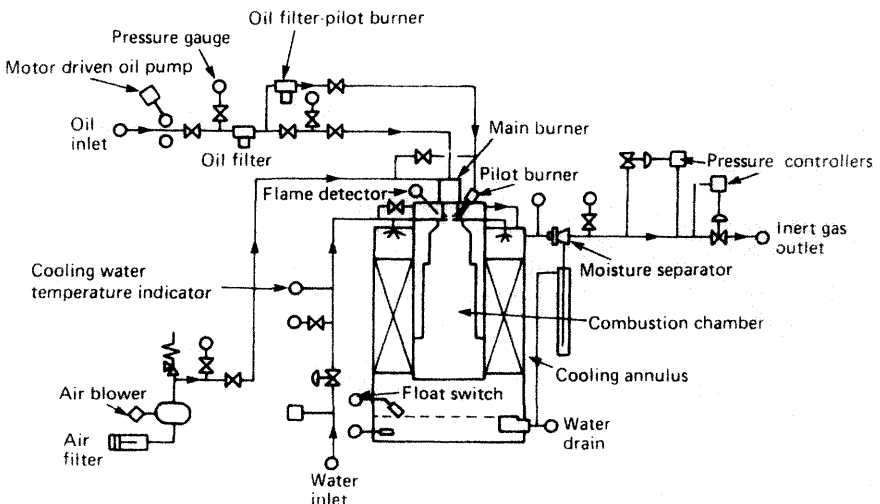 Oil filter-pilot burner
Pressure gauge
Motor driven oil pump
Oil
inlet
Oil filter
Main burner
Pilot burner
Flame detector
Pressure controllers
Inert gas
outlet
Moisture separator
Cooling water
temperature indicator
Combustion chamber
Cooling annulus
Air blower
Float switch
Air
filter
Water
drain
Water
inlet